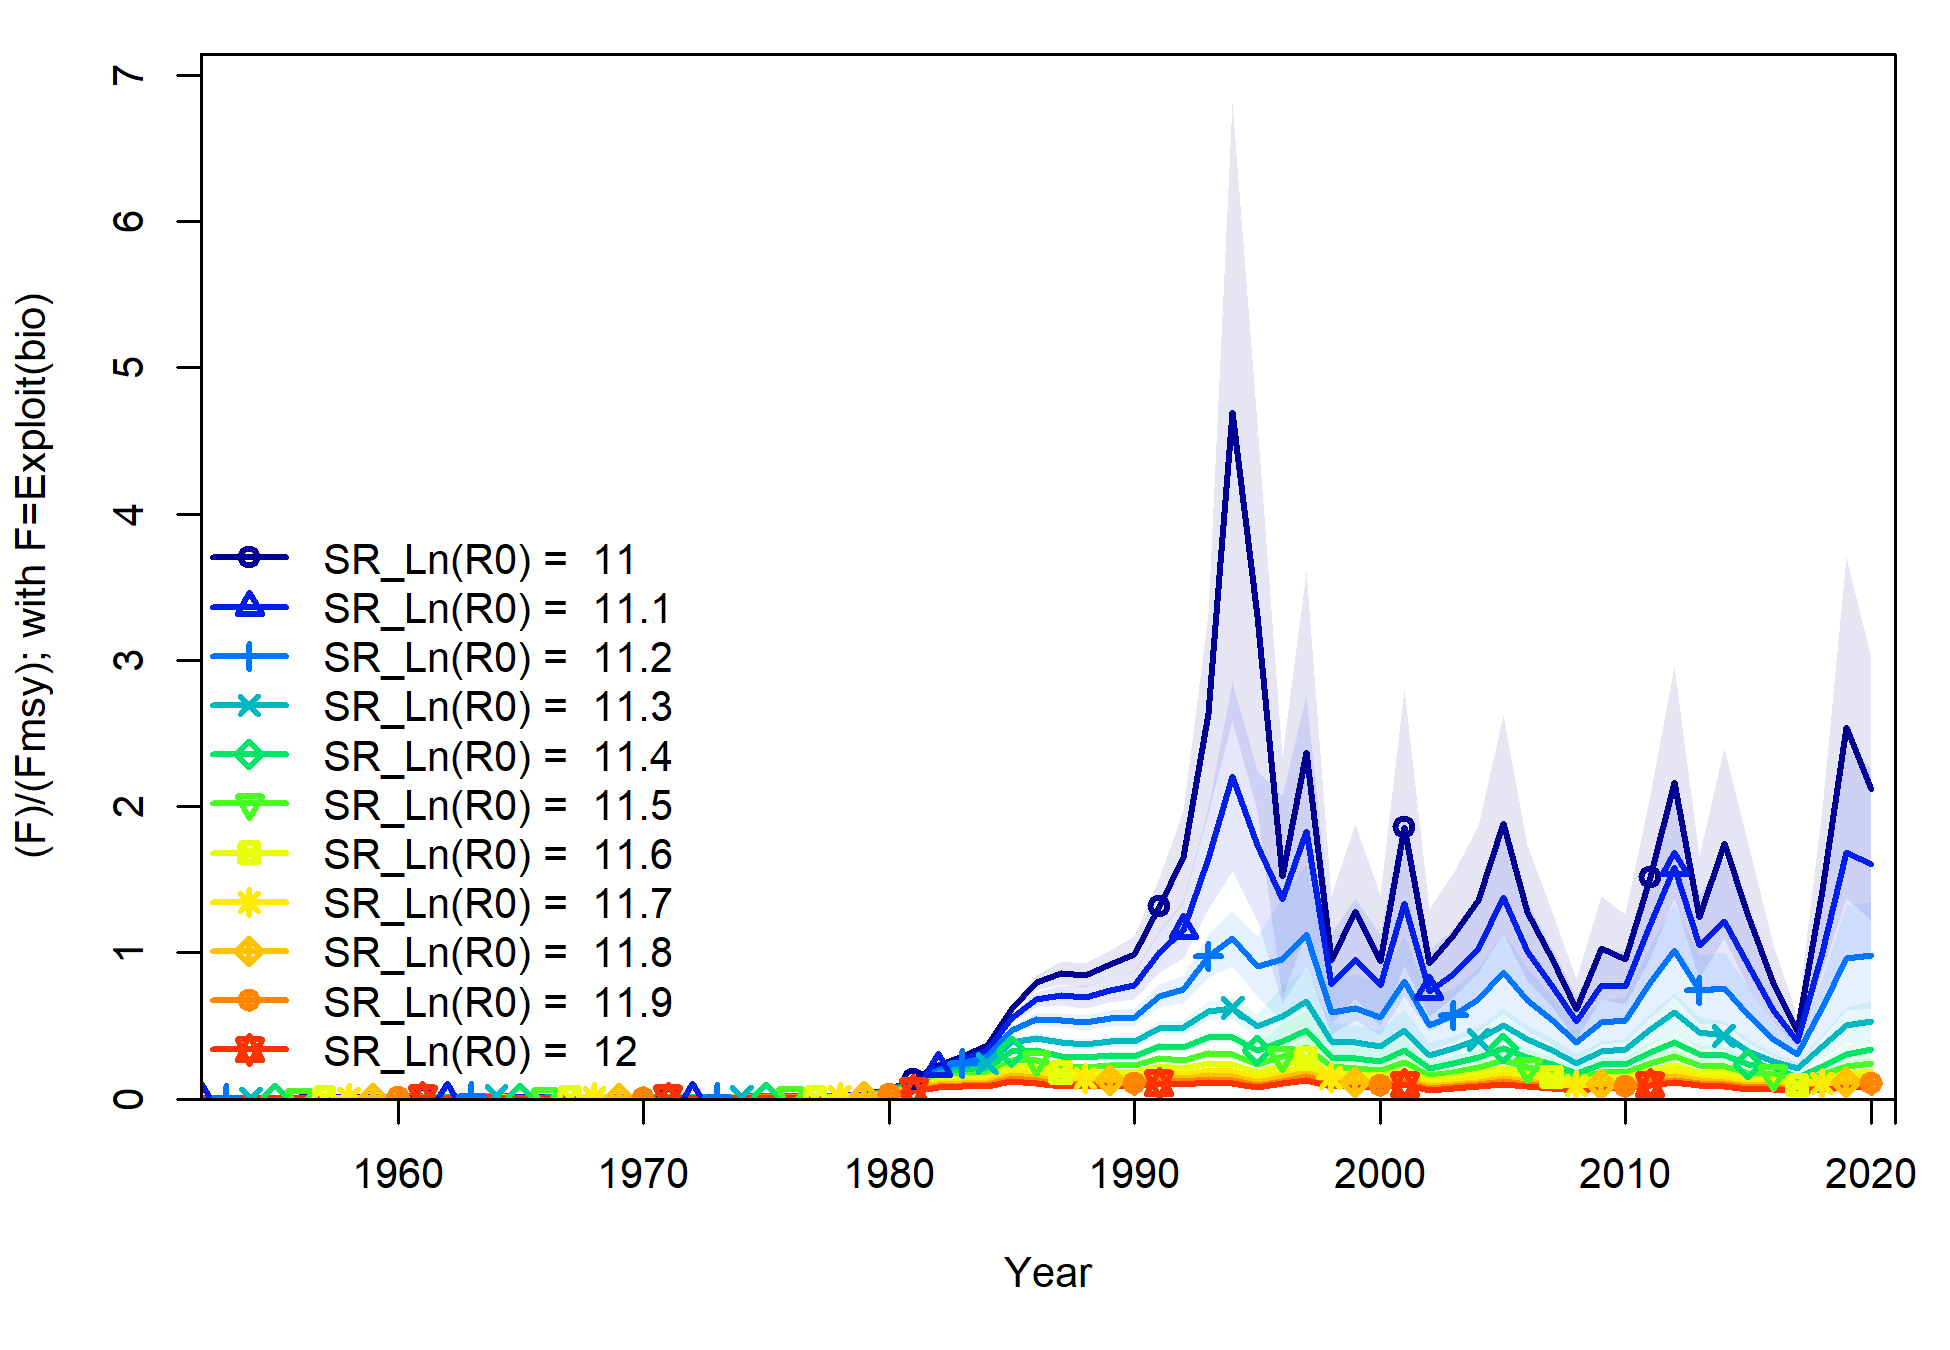 7
6
5
4
3
2
1
0
(F)/(Fmsy); with F=Exploit(bio)
SR_Ln(R0) =  11
SR_Ln(R0) =  11.1
SR_Ln(R0) =  11.2
SR_Ln(R0) =  11.3
SR_Ln(R0) =  11.4
SR_Ln(R0) =  11.5
SR_Ln(R0) =  11.6
SR_Ln(R0) =  11.7
SR_Ln(R0) =  11.8
SR_Ln(R0) =  11.9
SR_Ln(R0) =  12
1960 1970 1980 1990 2000 2010 2020
Year